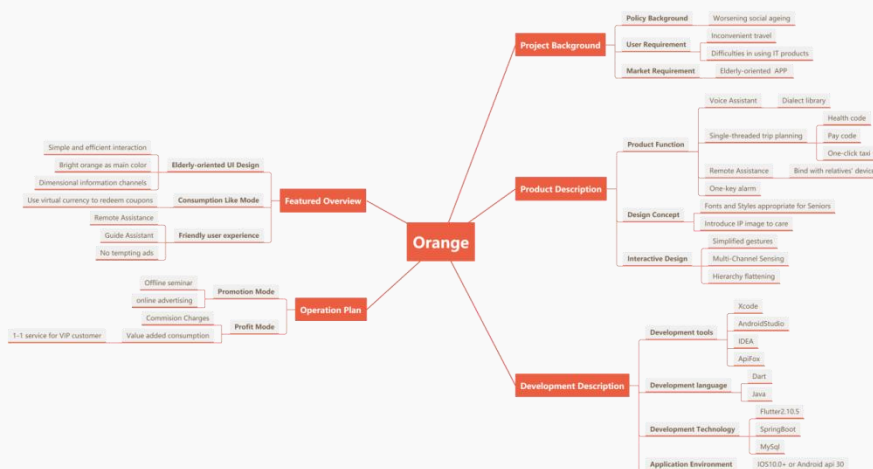 Orange
Project Background
Policy Background
Worsening social ageing
User Requirement
Inconvenient travel
Difficulties in using IT products
Market Requirement
Elderly-oriented APP
Product Description
Product Function
Voice Assistant
Dialect library
Single-threaded trip planning
Health code
Pay code
One-click taxi
Remote Assistance
Bind with relatives' device
One-key alarm
Design Concept
Fonts and Styles appropriate for Seniors
Introduce IP image to care
Interactive Design
Simplified gestures
Multi-Channel Sensing
Hierarchy flattening
Development Description
Development tools
Xcode
AndroidStudio
IDEA
ApiFox
Development language
Dart
Java
Development Technology
Flutter2.10.5
SpringBoot
MySql
Application Environment
IOS10.0+ or Android api 30
Featured Overview
Elderly-oriented UI Design
Simple and efficient interaction
Bright orange as main color
Dimensional information channels
Consumption Like Mode
Use virtual currency to redeem coupons
Friendly user experience
Remote Assistance
Guide Assistant
No tempting ads
Operation Plan
Promotion Mode
Offline seminar
online advertising
Profit Mode
Commision Charges
Value added consumption
1-1 service for VIP customer